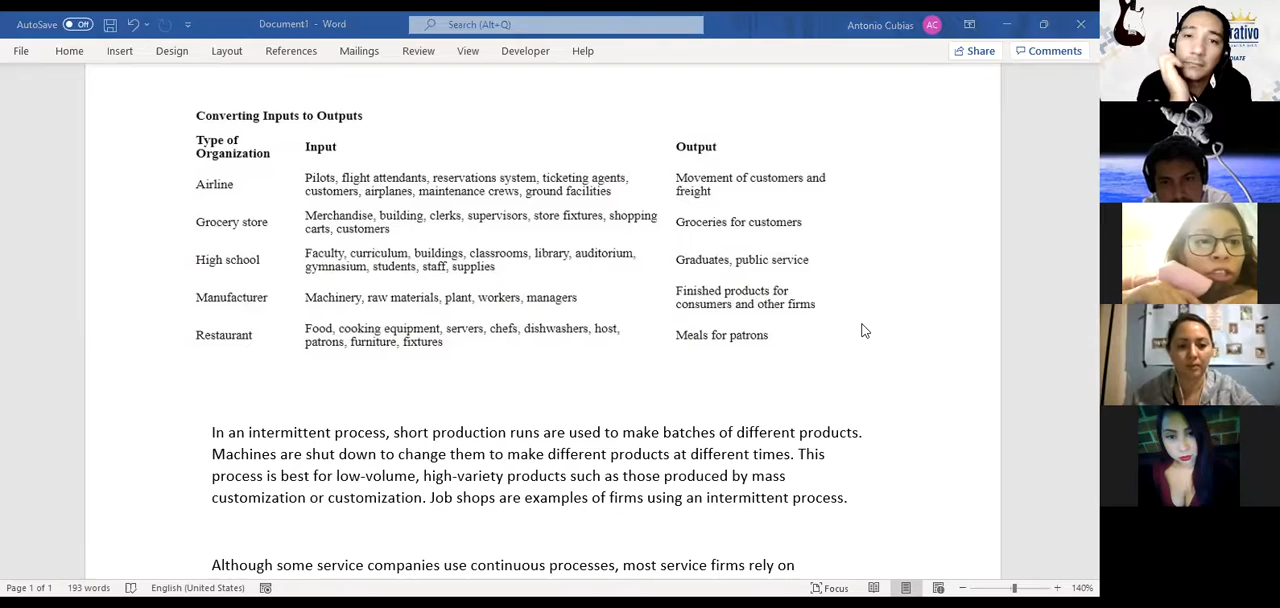 AutoSave Off Document1 - Word Search (Alt+Q) Antonio Cubias AC
File Home Insert Design Layout References Mailings Review View Developer Help Share Comments
Converting Inputs to Outputs
Type of
Organization Input Output
Airline Pilots, flight attendants, reservations system, ticketing agents, Movement of customers and
customers, airplanes, maintenance crews, ground facilities freight
Grocery store Merchandise, building, clerks, supervisors, store fixtures, shopping Groceries for customers
carts, customers
High school Faculty, curriculum, buildings, classrooms, library, auditorium, Graduates, public service
gymnasium, students, staff, supplies
Manufacturer Machinery, raw materials, plant, workers, managers Finished products for
consumers and other firms
Restaurant Food, cooking equipment, servers, chefs, dishwashers, host, Meals for patrons
patrons, furniture, fixtures
In an intermittent process, short production runs are used to make batches of different products.
Machines are shut down to change them to make different products at different times. This
process is best for low-volume, high-variety products such as those produced by mass
customization or customization. Job shops are examples of firms using an intermittent process.
Although some service companies use continuous processes, most service firms rely on
Page 1 of 1 193 words English (United States) Focus 140%